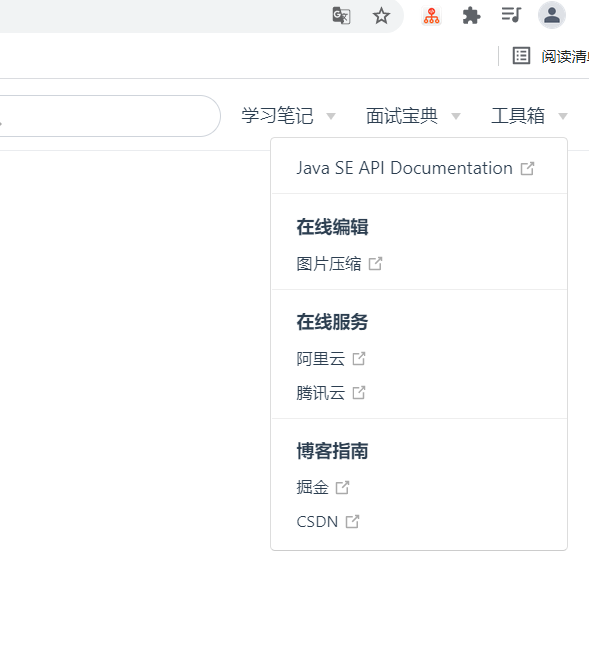 阅读清单
学习笔记 面试宝典 工具箱
Java SE API Documentation
在线编辑
图片压缩
在线服务
阿里云
腾讯云
博客指南
掘金
CSDN